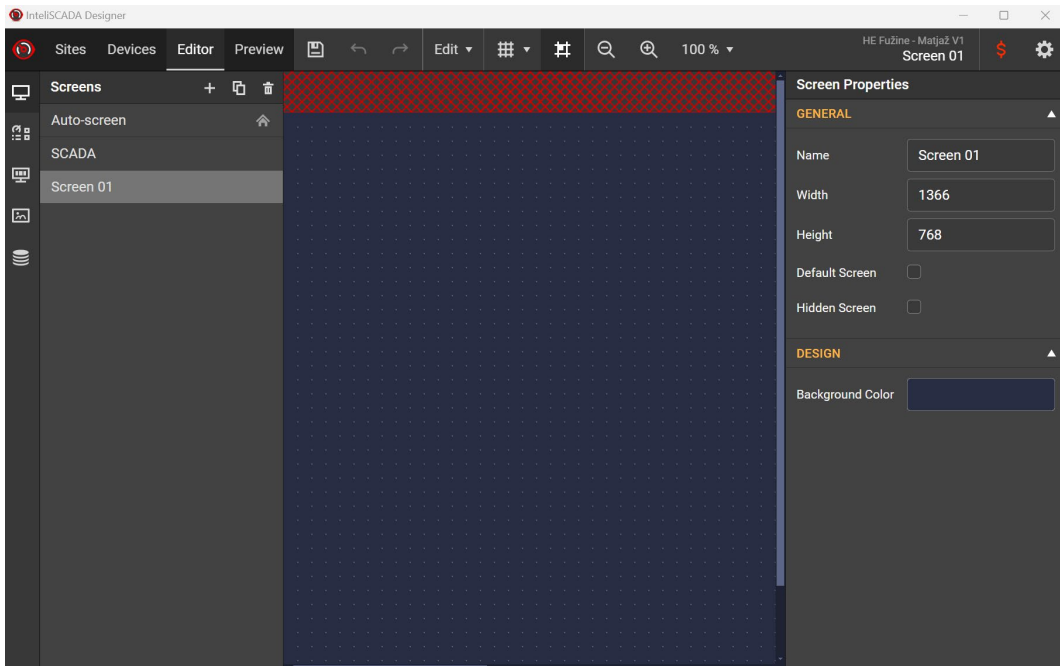 InteliSCADA Designer
Sites Devices Editor Preview Edit 100 % HE Fužine - Matjaž V1
Screen 01
$
Screens
Auto-screen
SCADA
Screen 01
Screen Properties
GENERAL
Name Screen 01
Width 1366
Height 768
Default Screen
Hidden Screen
DESIGN
Background Color